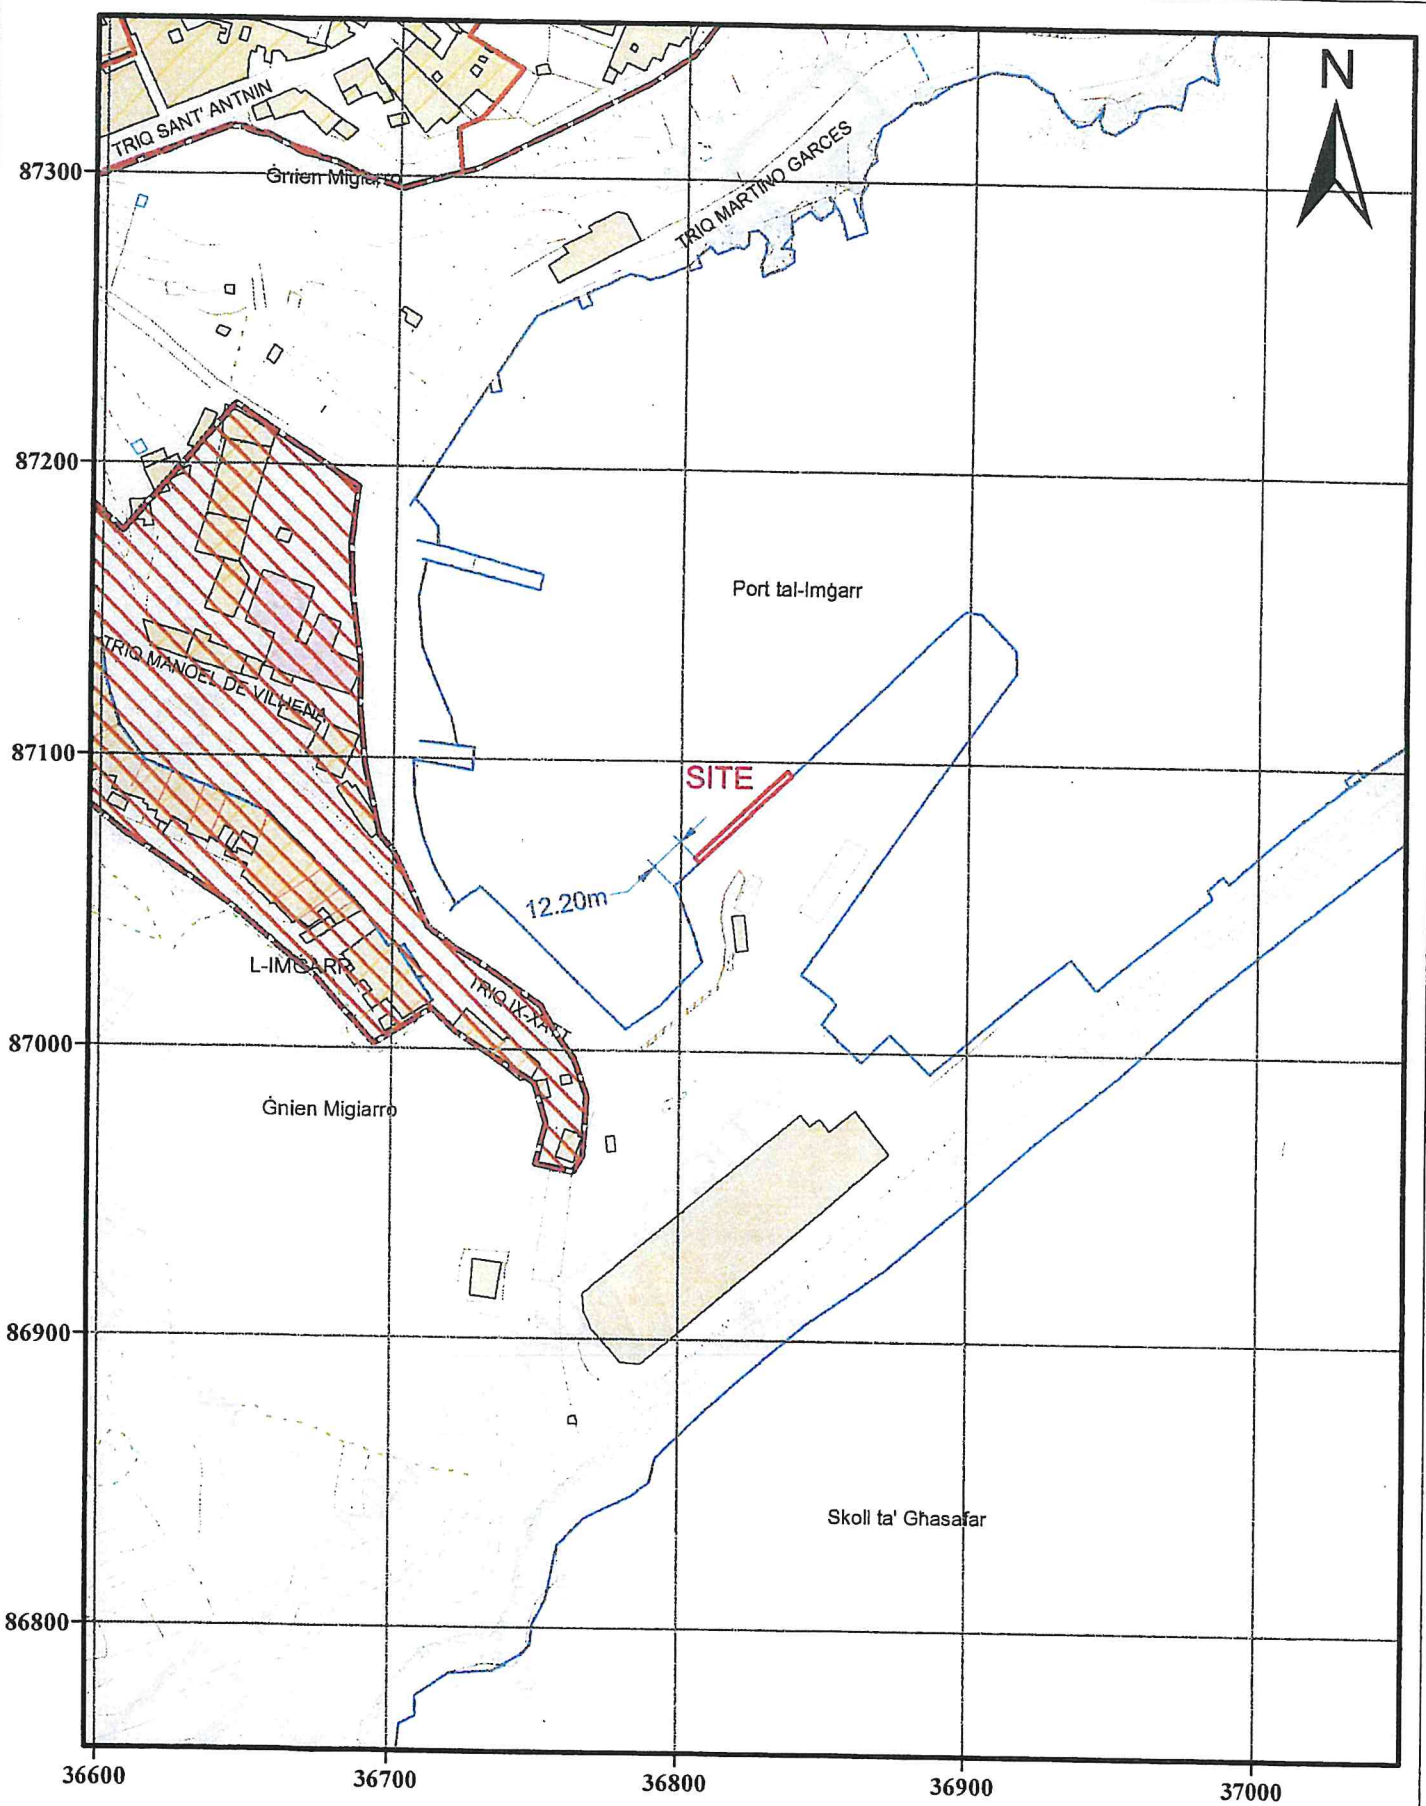 N
TRIQ SANT' ANTNIN
87300
Ġnien Migiarro
TRIQ MARTINO GARCES
87200
Port tal-Imġarr
TRIQ MANOEL DE VILHENA
87100
SITE
12.20m
L-IMĠARR
TRIQ IX-XATT
87000
Ġnien Migiarro
86900
Skoll ta' Għasafar
86800
36600
36700
36800
36900
37000